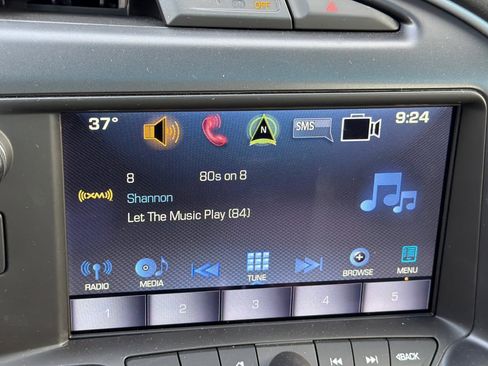 OFF
37° N SMS 9:24
8 80s on 8
((XM)) Shannon
Let The Music Play (84)
RADIO MEDIA TUNE BROWSE MENU
1 2 3 4 5
BACK